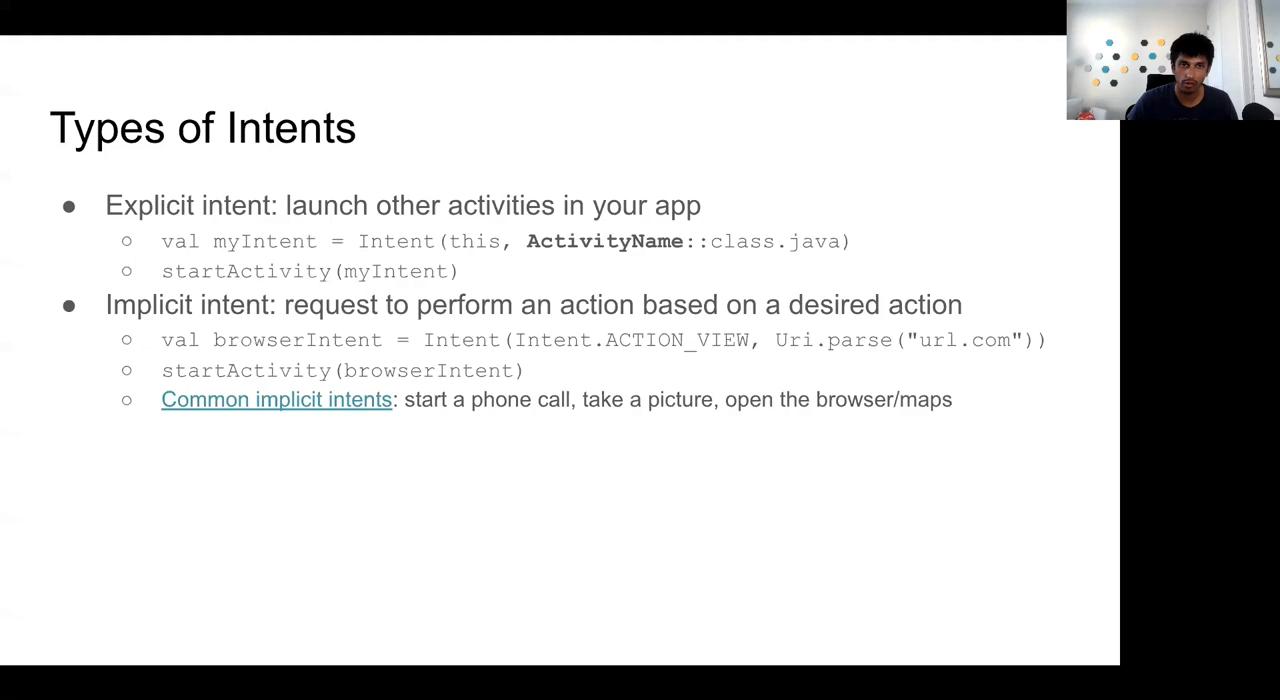 Types of Intents
● Explicit intent: launch other activities in your app
○ val myIntent = Intent(this, ActivityName::class.java)
○ startActivity(myIntent)
● Implicit intent: request to perform an action based on a desired action
○ val browserIntent = Intent(Intent.ACTION_VIEW, Uri.parse("url.com"))
○ startActivity(browserIntent)
○ Common implicit intents: start a phone call, take a picture, open the browser/maps